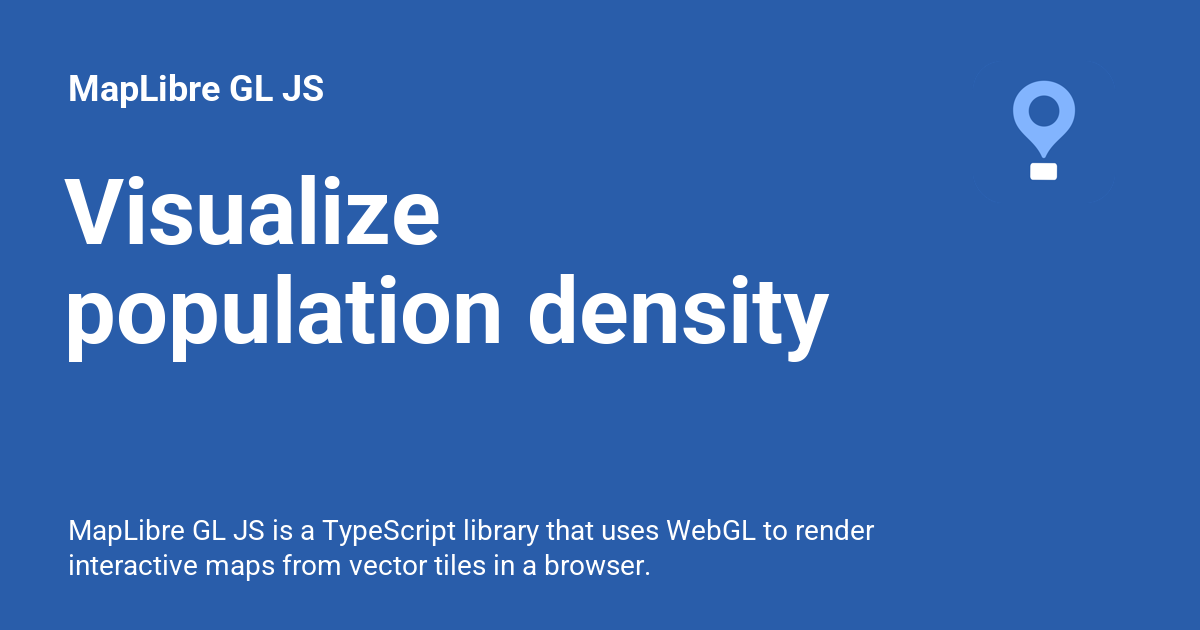 MapLibre GL JS
Visualize
population density
MapLibre GL JS is a TypeScript library that uses WebGL to render
interactive maps from vector tiles in a browser.